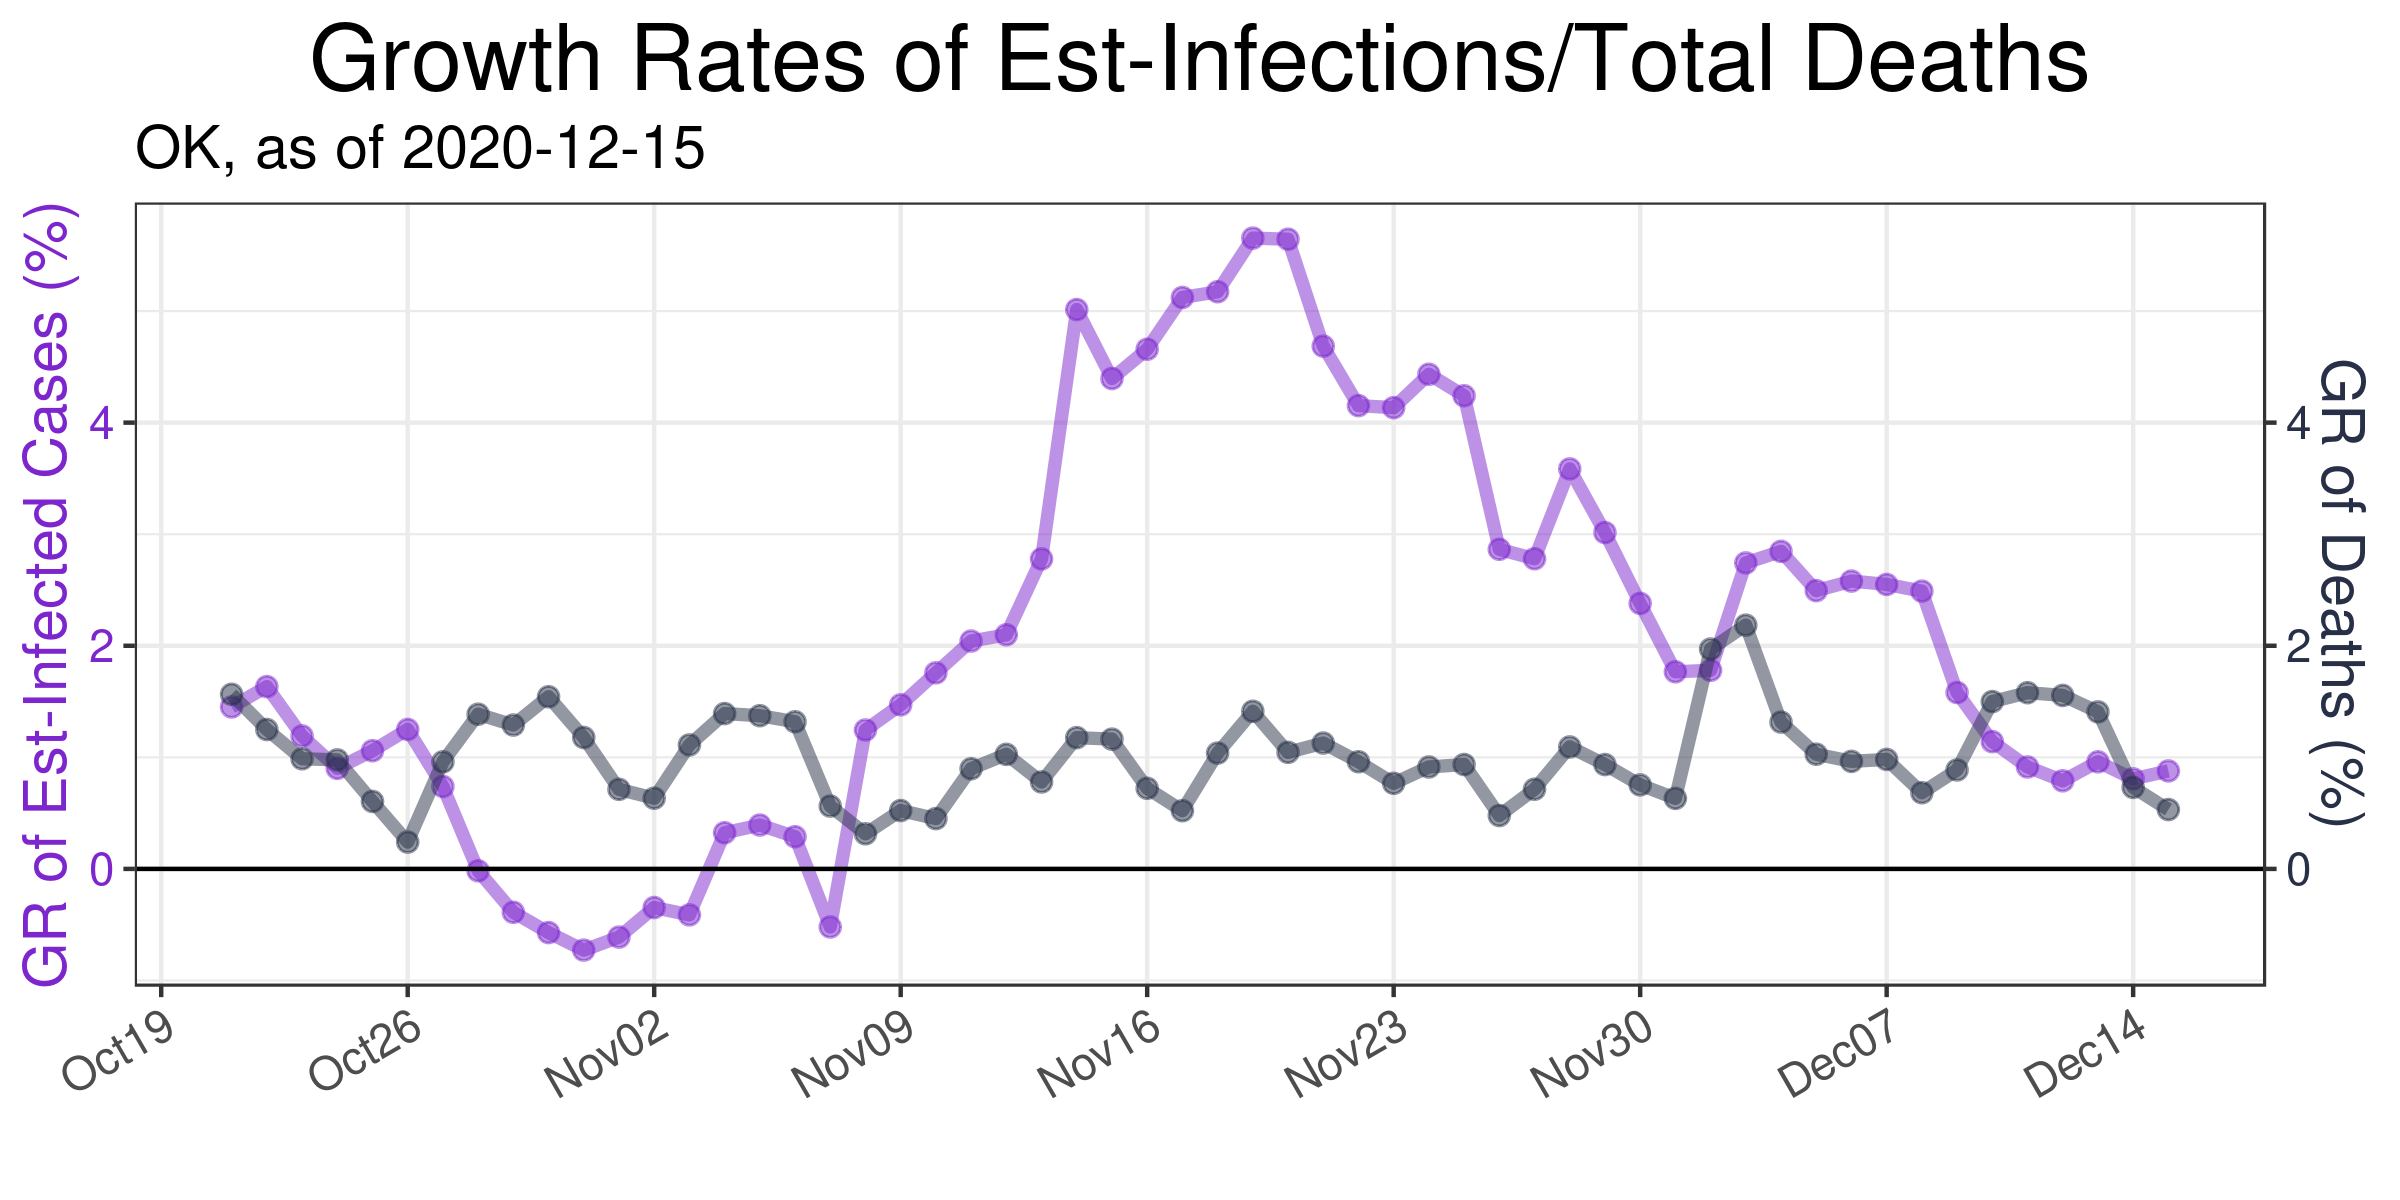 Growth Rates of Est-Infections/Total Deaths
OK, as of 2020-12-15
GR of Est-Infected Cases (%)
4
2
0
4
2
0
GR of Deaths (%)
Oct19
Oct26
Nov02
Nov09
Nov16
Nov23
Nov30
Dec07
Dec14